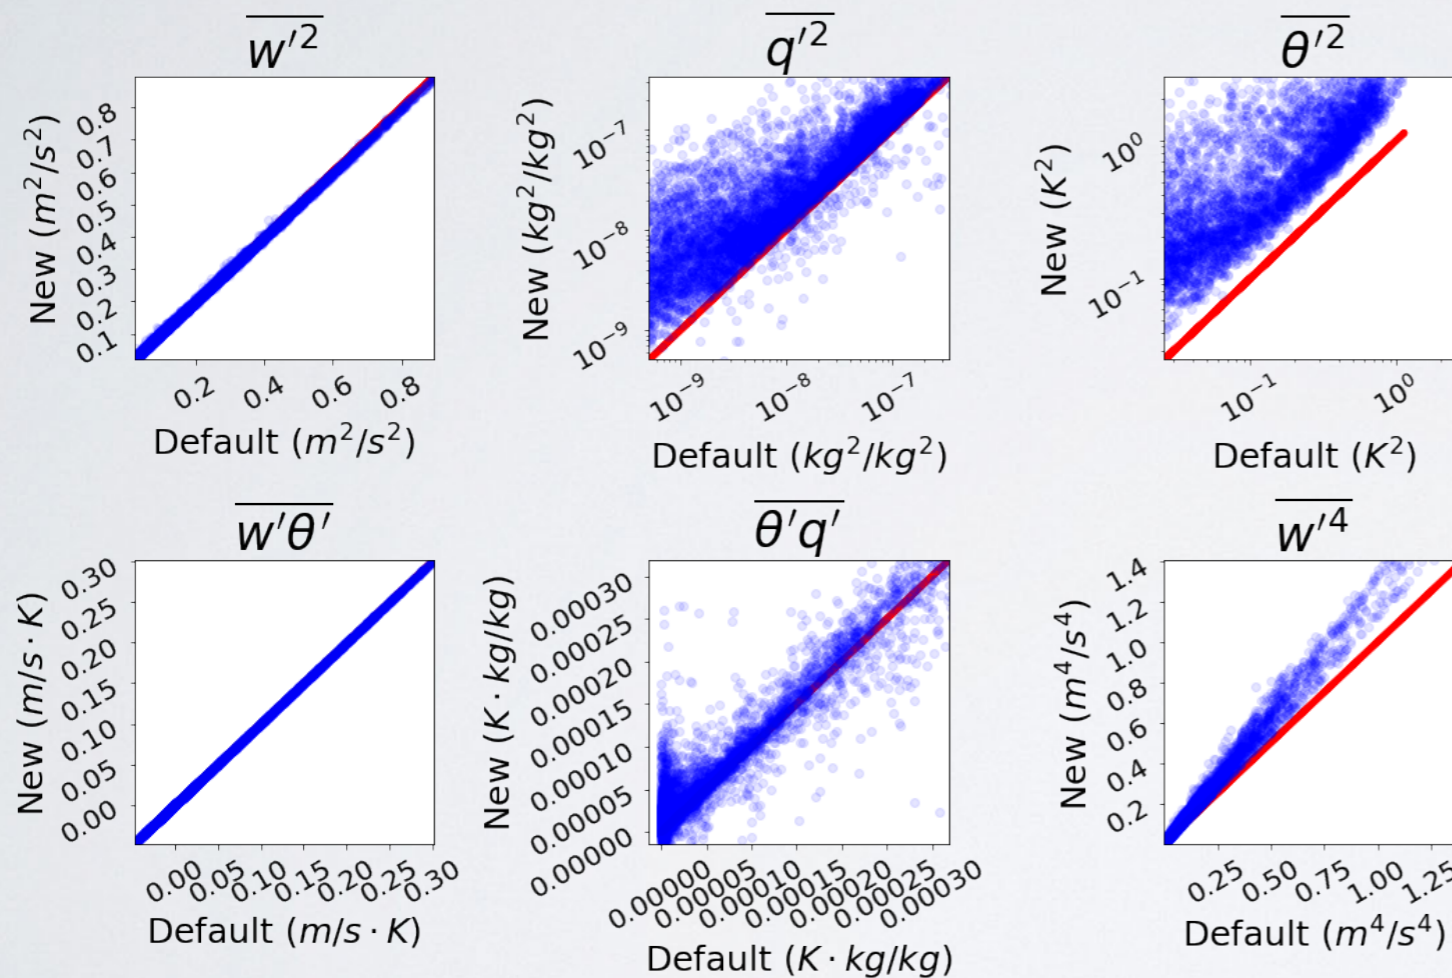 w′² q′² θ′²
New (m²/s²)
0.8
0.7
0.6
0.5
0.4
0.3
0.2
0.1
0.2 0.4 0.6 0.8
Default (m²/s²)
New (kg²/kg²)
10⁻⁷
10⁻⁸
10⁻⁹
10⁻⁹ 10⁻⁸ 10⁻⁷
Default (kg²/kg²)
New (K²)
10⁰
10⁻¹
10⁻¹ 10⁰
Default (K²)
w′θ′ θ′q′ w′⁴
New (m/s · K)
0.30
0.25
0.20
0.15
0.10
0.05
0.00
0.00 0.05 0.10 0.15 0.20 0.25 0.30
Default (m/s · K)
New (K · kg/kg)
0.00030
0.00025
0.00020
0.00015
0.00010
0.00005
0.00000
0.00000 0.00005 0.00010 0.00015 0.00020 0.00025 0.00030
Default (K · kg/kg)
New (m⁴/s⁴)
1.4
1.2
1.0
0.8
0.6
0.4
0.2
0.25 0.50 0.75 1.00 1.25
Default (m⁴/s⁴)